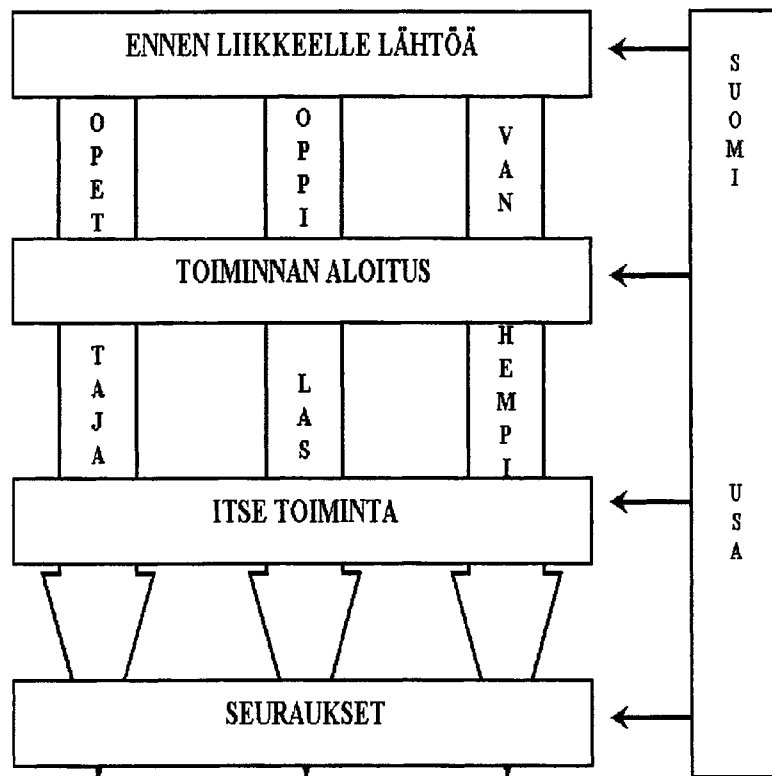 ENNEN LIIKKEELLE LÄHTÖÄ
OPET
OPPI
VAN
SUOMI
TOIMINNAN ALOITUS
TAJA
LAS
HEMPI
ITSE TOIMINTA
USA
SEURAUKSET